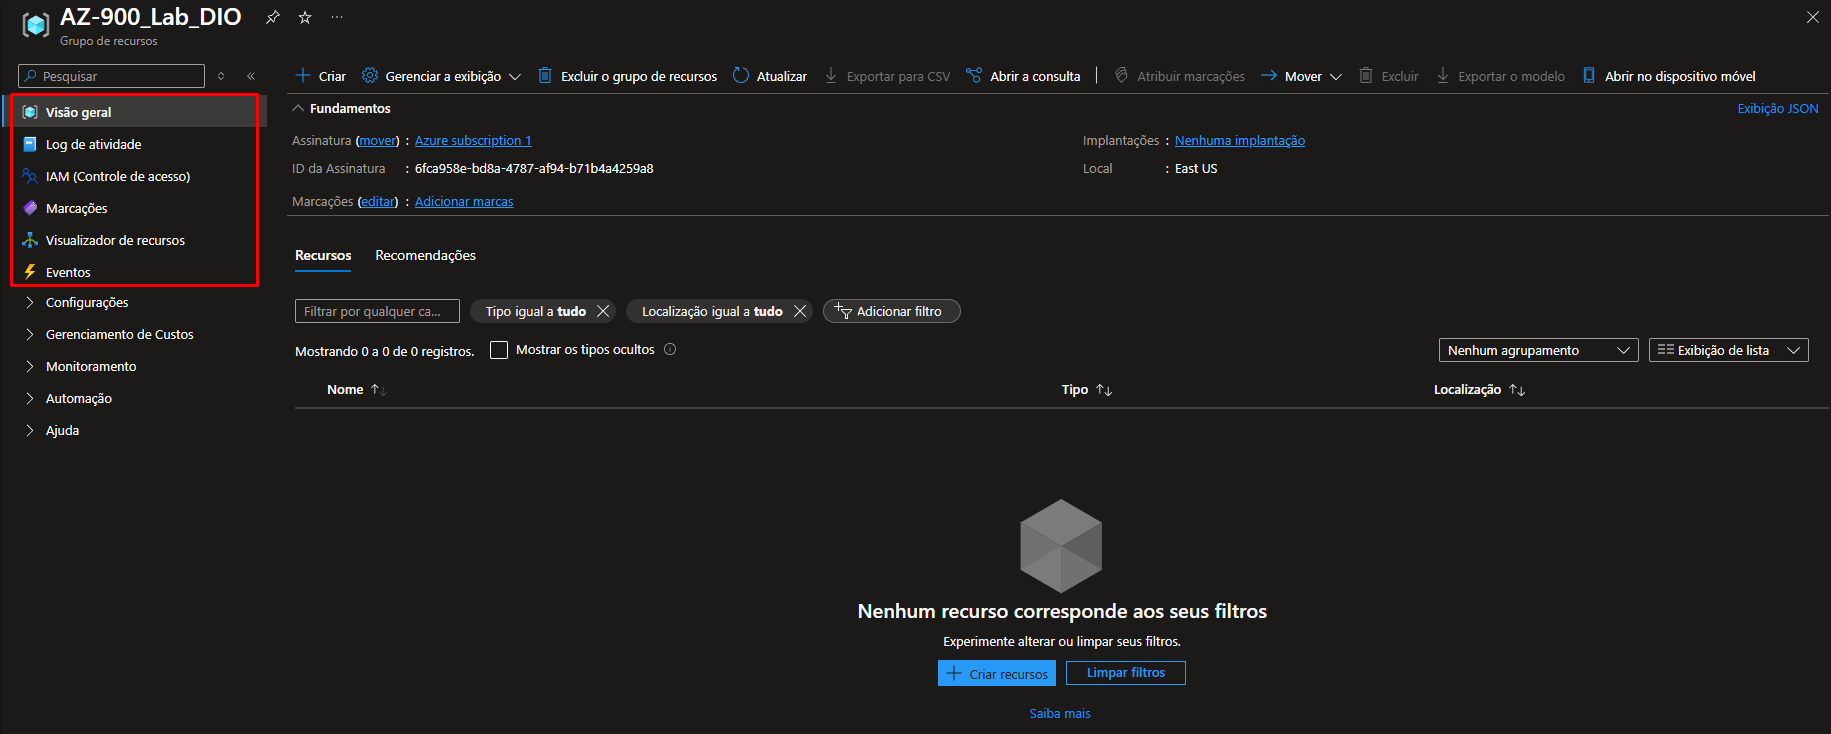 AZ-900_Lab_DIO
Grupo de recursos
Pesquisar
Criar Gerenciar a exibição Excluir o grupo de recursos Atualizar Exportar para CSV Abrir a consulta Atribuir marcações Mover Excluir Exportar o modelo Abrir no dispositivo móvel
Visão geral
Log de atividade
IAM (Controle de acesso)
Marcações
Visualizador de recursos
Eventos
Configurações
Gerenciamento de Custos
Monitoramento
Automação
Ajuda
Fundamentos
Exibição JSON
Assinatura (mover) : Azure subscription 1
ID da Assinatura : 6fca958e-bd8a-4787-af94-b71b4a4259a8
Implantações : Nenhuma implantação
Local : East US
Marcações (editar) : Adicionar marcas
Recursos Recomendações
Filtrar por qualquer ca... Tipo igual a tudo Localização igual a tudo Adicionar filtro
Mostrando 0 a 0 de 0 registros. Mostrar os tipos ocultos Nenhum agrupamento Exibição de lista
Nome Tipo Localização
Nenhum recurso corresponde aos seus filtros
Experimente alterar ou limpar seus filtros.
Criar recursos Limpar filtros
Saiba mais